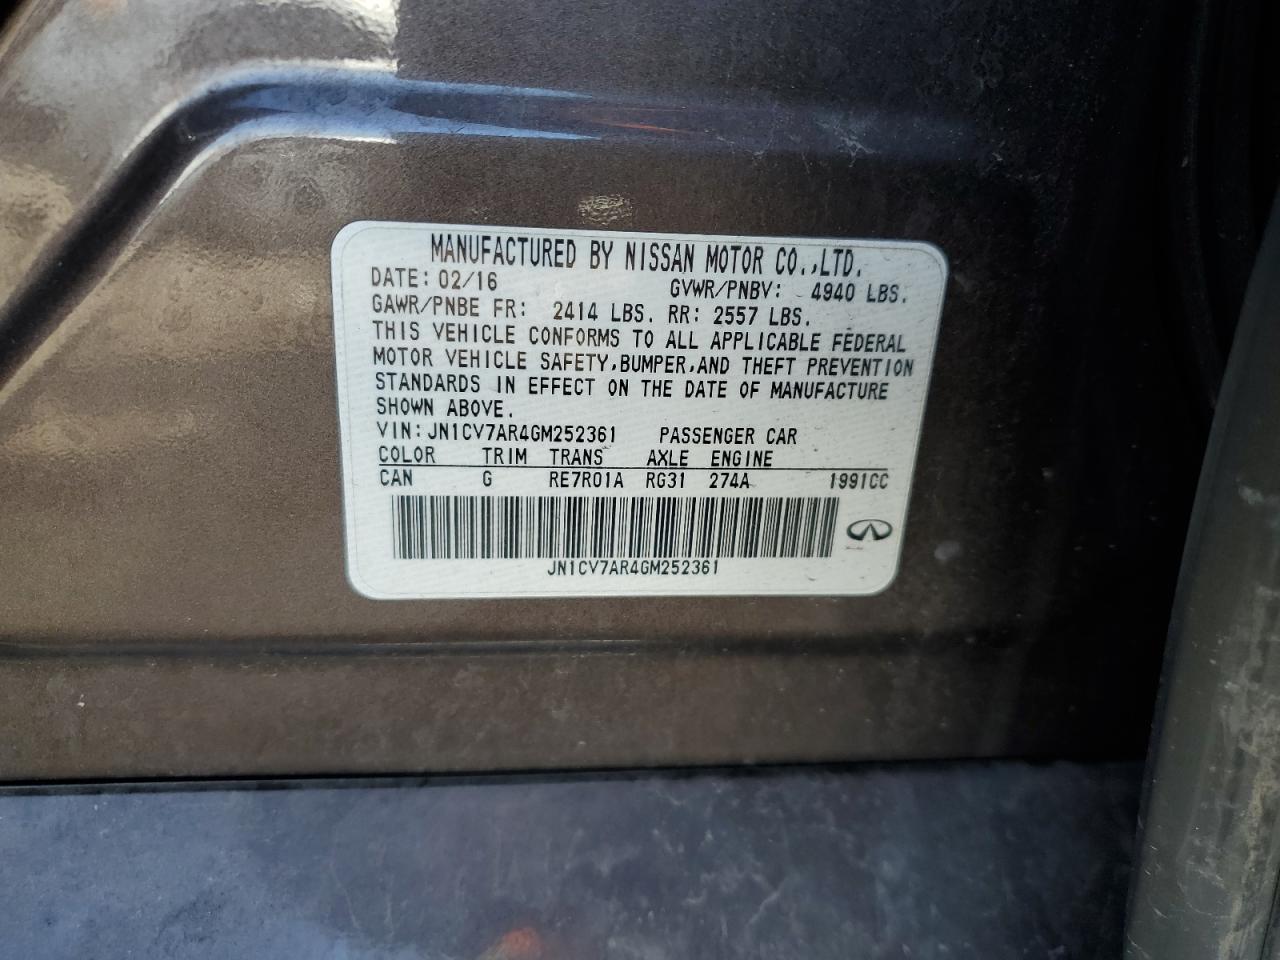 MANUFACTURED BY NISSAN MOTOR CO.,LTD.
DATE: 02/16 GVWR/PNBV: 4940 LBS.
GAWR/PNBE FR: 2414 LBS. RR: 2557 LBS.
THIS VEHICLE CONFORMS TO ALL APPLICABLE FEDERAL
MOTOR VEHICLE SAFETY,BUMPER,AND THEFT PREVENTION
STANDARDS IN EFFECT ON THE DATE OF MANUFACTURE
SHOWN ABOVE.
VIN:JN1CV7AR4GM252361 PASSENGER CAR
COLOR TRIM TRANS AXLE ENGINE
CAN G RE7R01A RG31 274A 1991CC
JN1CV7AR4GM252361